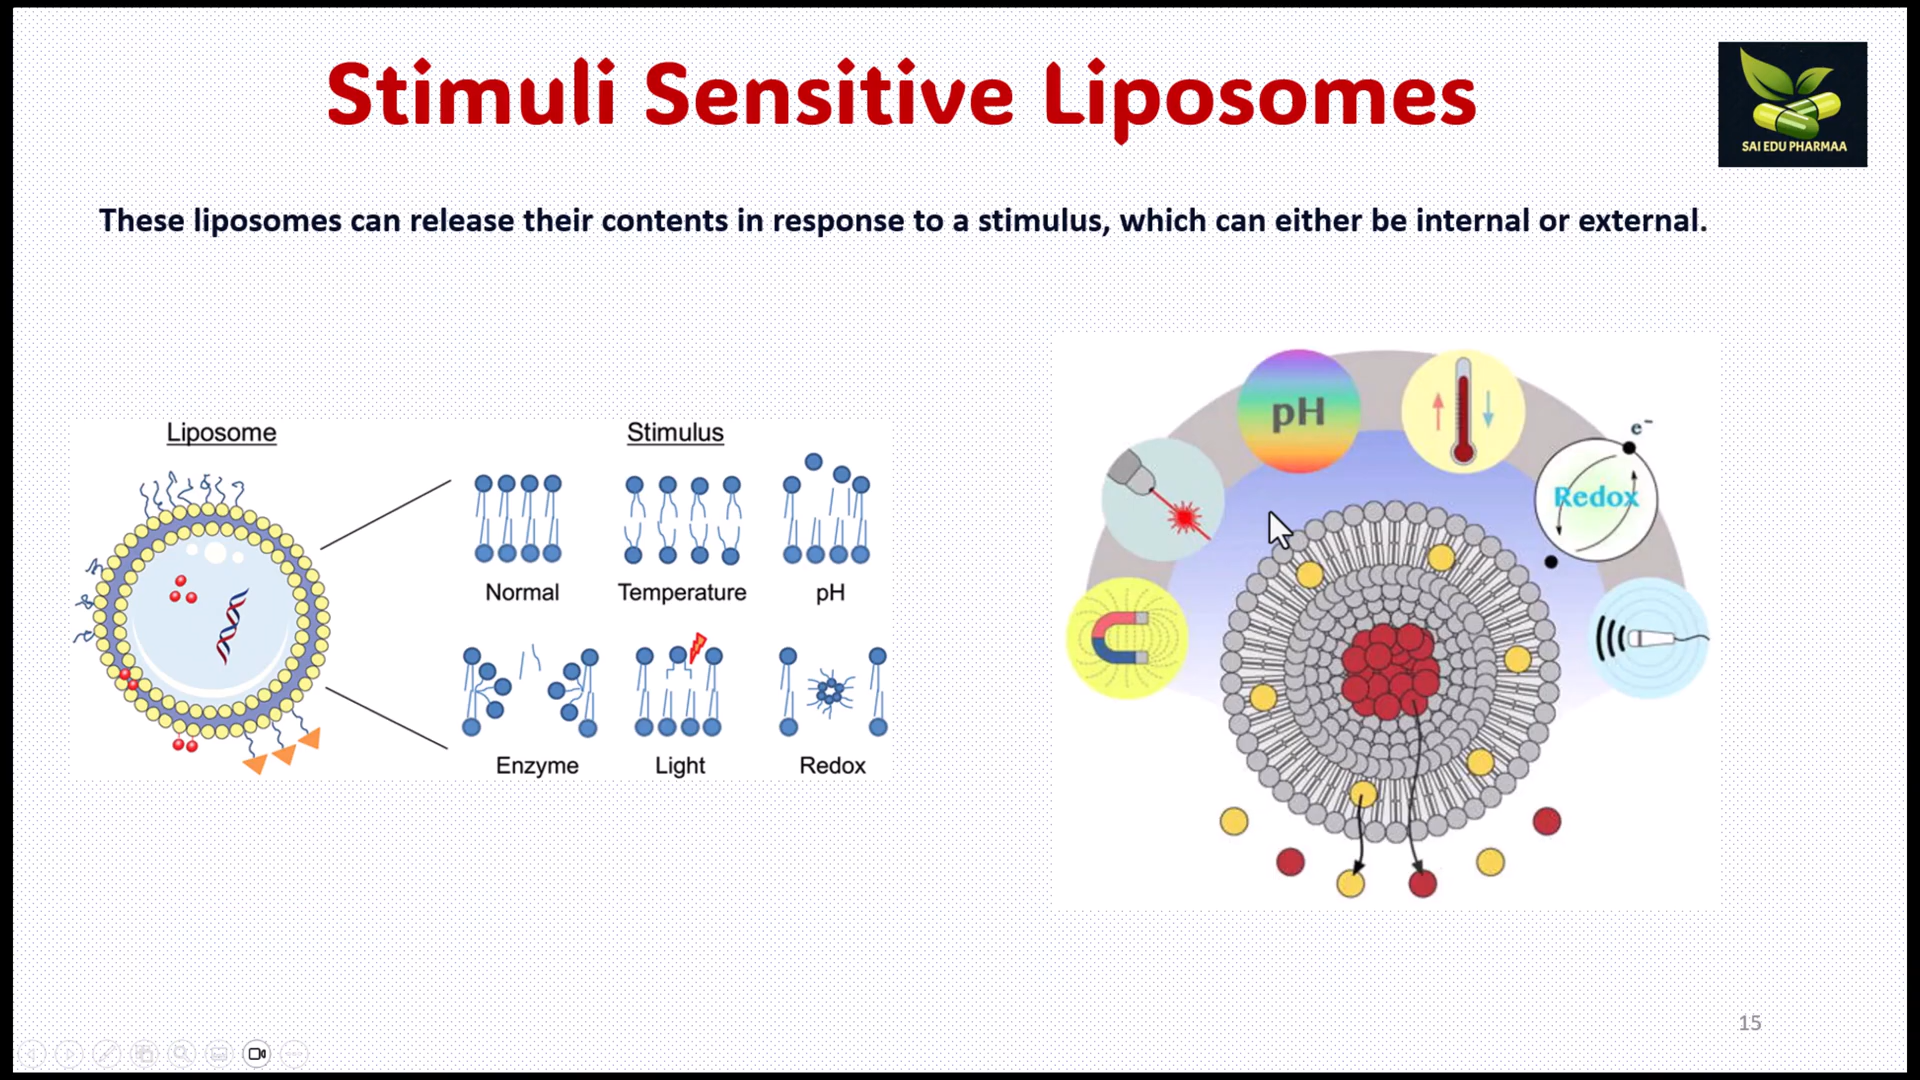 Stimuli Sensitive Liposomes
SAI EDU PHARMAA
These liposomes can release their contents in response to a stimulus, which can either be internal or external.
Liposome
Stimulus
Normal
Temperature
pH
Enzyme
Light
Redox
pH
e⁻
Redox
15